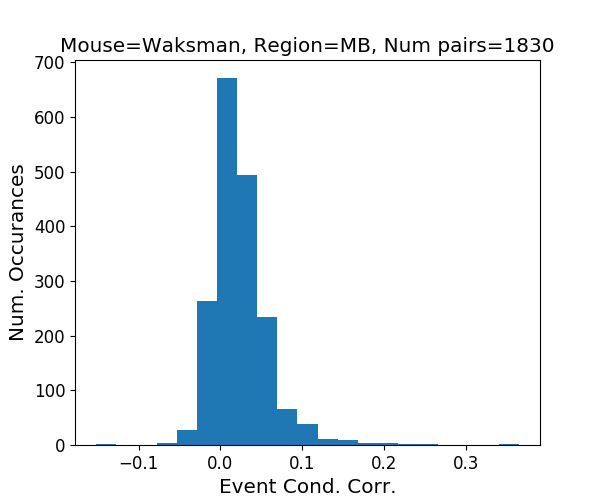 Mouse=Waksman, Region=MB, Num pairs=1830
700
600
500
400
300
200
100
0
Num. Occurances
−0.1 0.0 0.1 0.2 0.3
Event Cond. Corr.